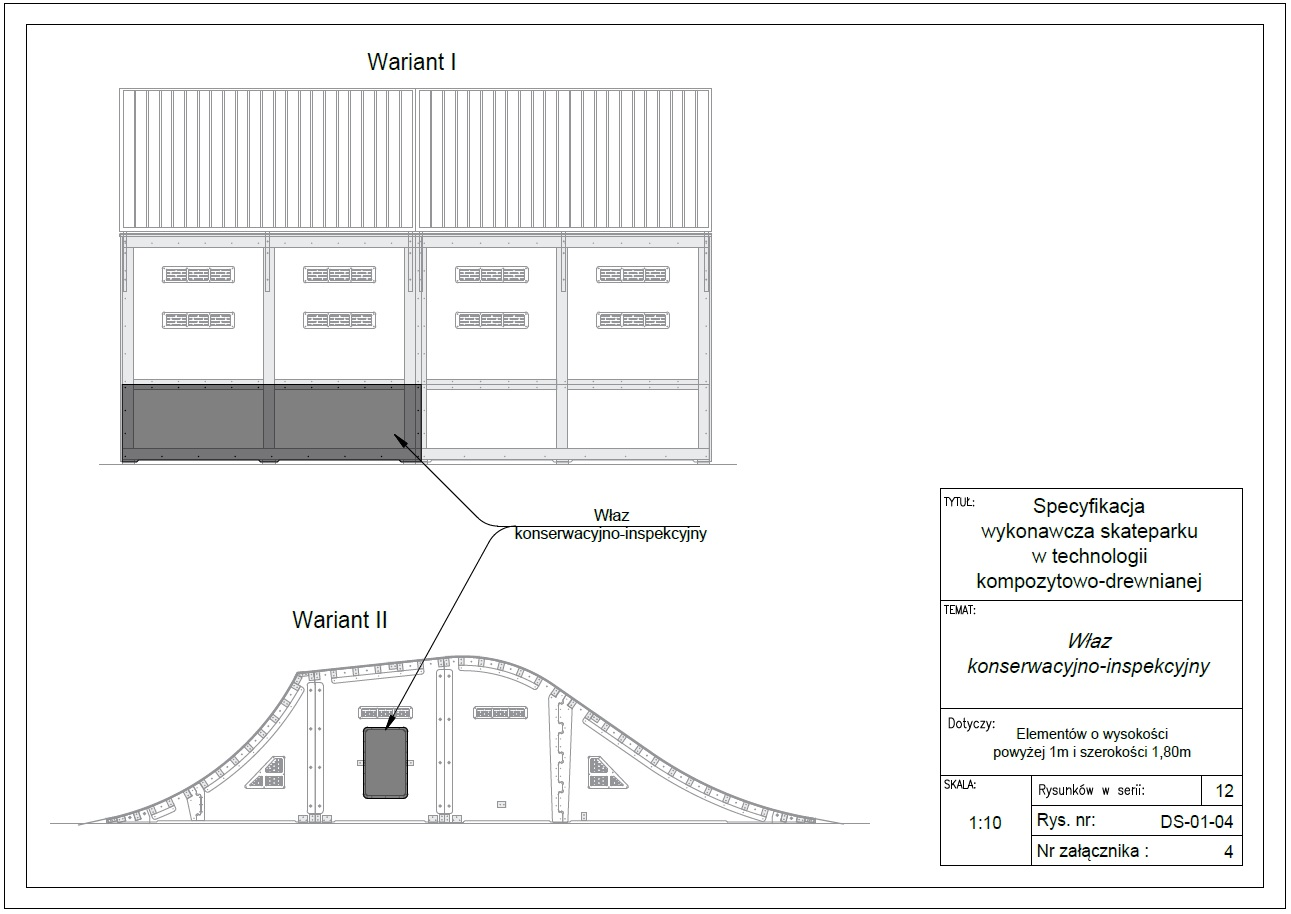 Wariant I
Właz
konserwacyjno-inspekcyjny
Wariant II
TYTUŁ:
Specyfikacja
wykonawcza skateparku
w technologii
kompozytowo-drewnianej
TEMAT:
Właz
konserwacyjno-inspekcyjny
Dotyczy:
Elementów o wysokości
powyżej 1m i szerokości 1,80m
SKALA:
1:10
Rysunków w serii: 12
Rys. nr: DS-01-04
Nr załącznika : 4